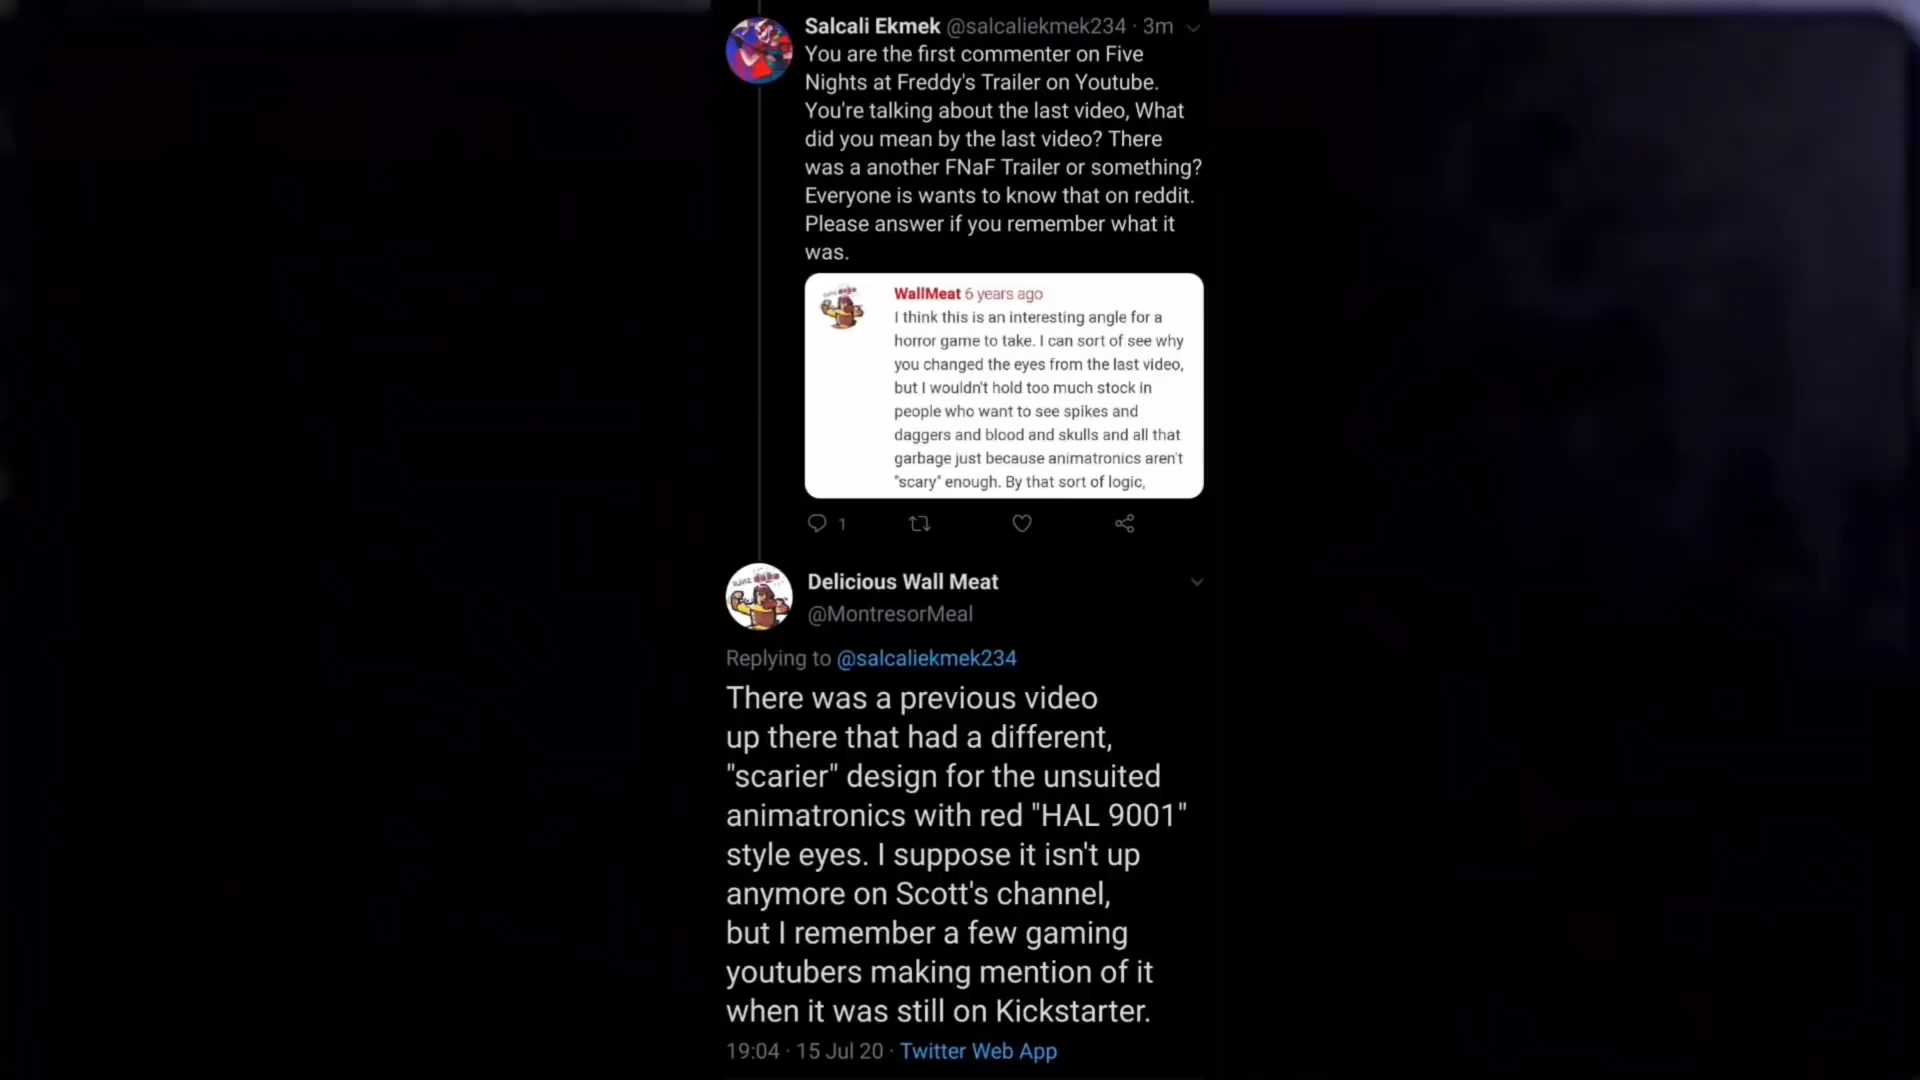 Salcali Ekmek @salcaliekmek234 · 3m
You are the first commenter on Five
Nights at Freddy's Trailer on Youtube.
You're talking about the last video, What
did you mean by the last video? There
was a another FNaF Trailer or something?
Everyone is wants to know that on reddit.
Please answer if you remember what it
was.
WallMeat 6 years ago
I think this is an interesting angle for a
horror game to take. I can sort of see why
you changed the eyes from the last video,
but I wouldn't hold too much stock in
people who want to see spikes and
daggers and blood and skulls and all that
garbage just because animatronics aren't
"scary" enough. By that sort of logic,
1
Delicious Wall Meat
@MontresorMeal
Replying to @salcaliekmek234
There was a previous video
up there that had a different,
"scarier" design for the unsuited
animatronics with red "HAL 9001"
style eyes. I suppose it isn't up
anymore on Scott's channel,
but I remember a few gaming
youtubers making mention of it
when it was still on Kickstarter.
19:04 · 15 Jul 20 · Twitter Web App